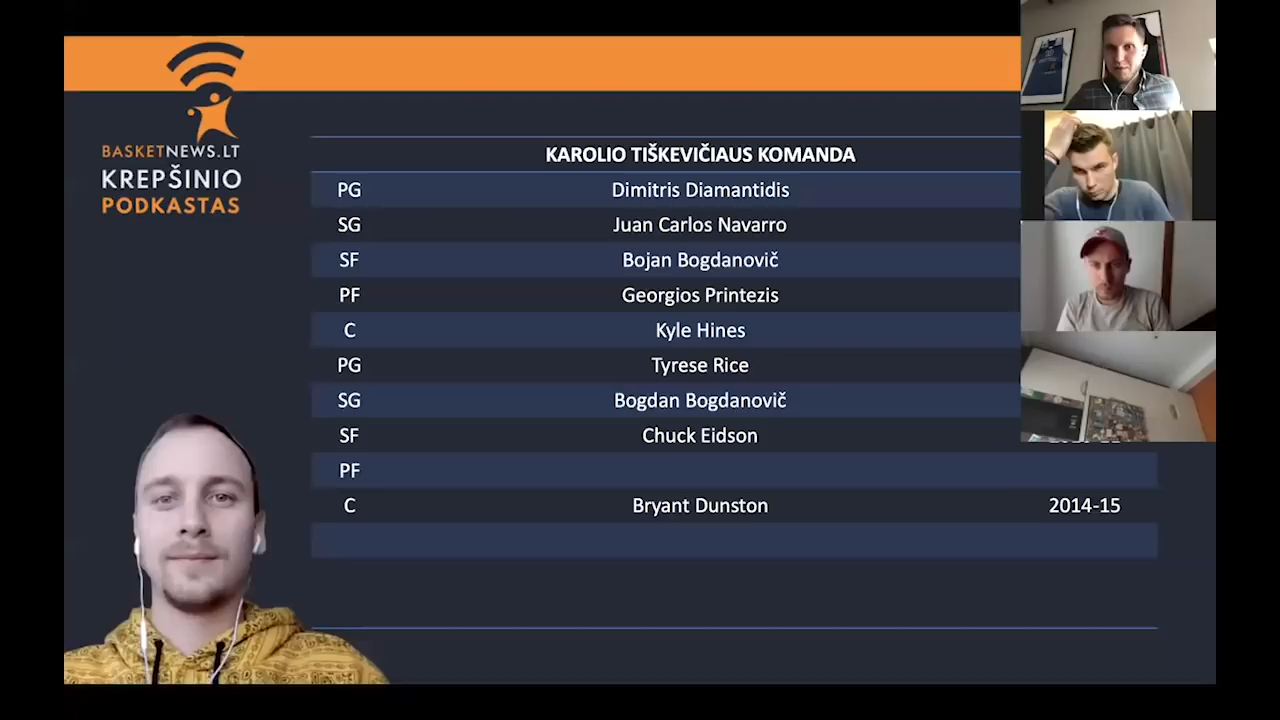 BASKETNEWS.LT
KREPŠINIO
PODKASTAS
KAROLIO TIŠKEVIČIAUS KOMANDA
PG Dimitris Diamantidis
SG Juan Carlos Navarro
SF Bojan Bogdanovič
PF Georgios Printezis
C Kyle Hines
PG Tyrese Rice
SG Bogdan Bogdanovič
SF Chuck Eidson
PF
C Bryant Dunston 2014-15